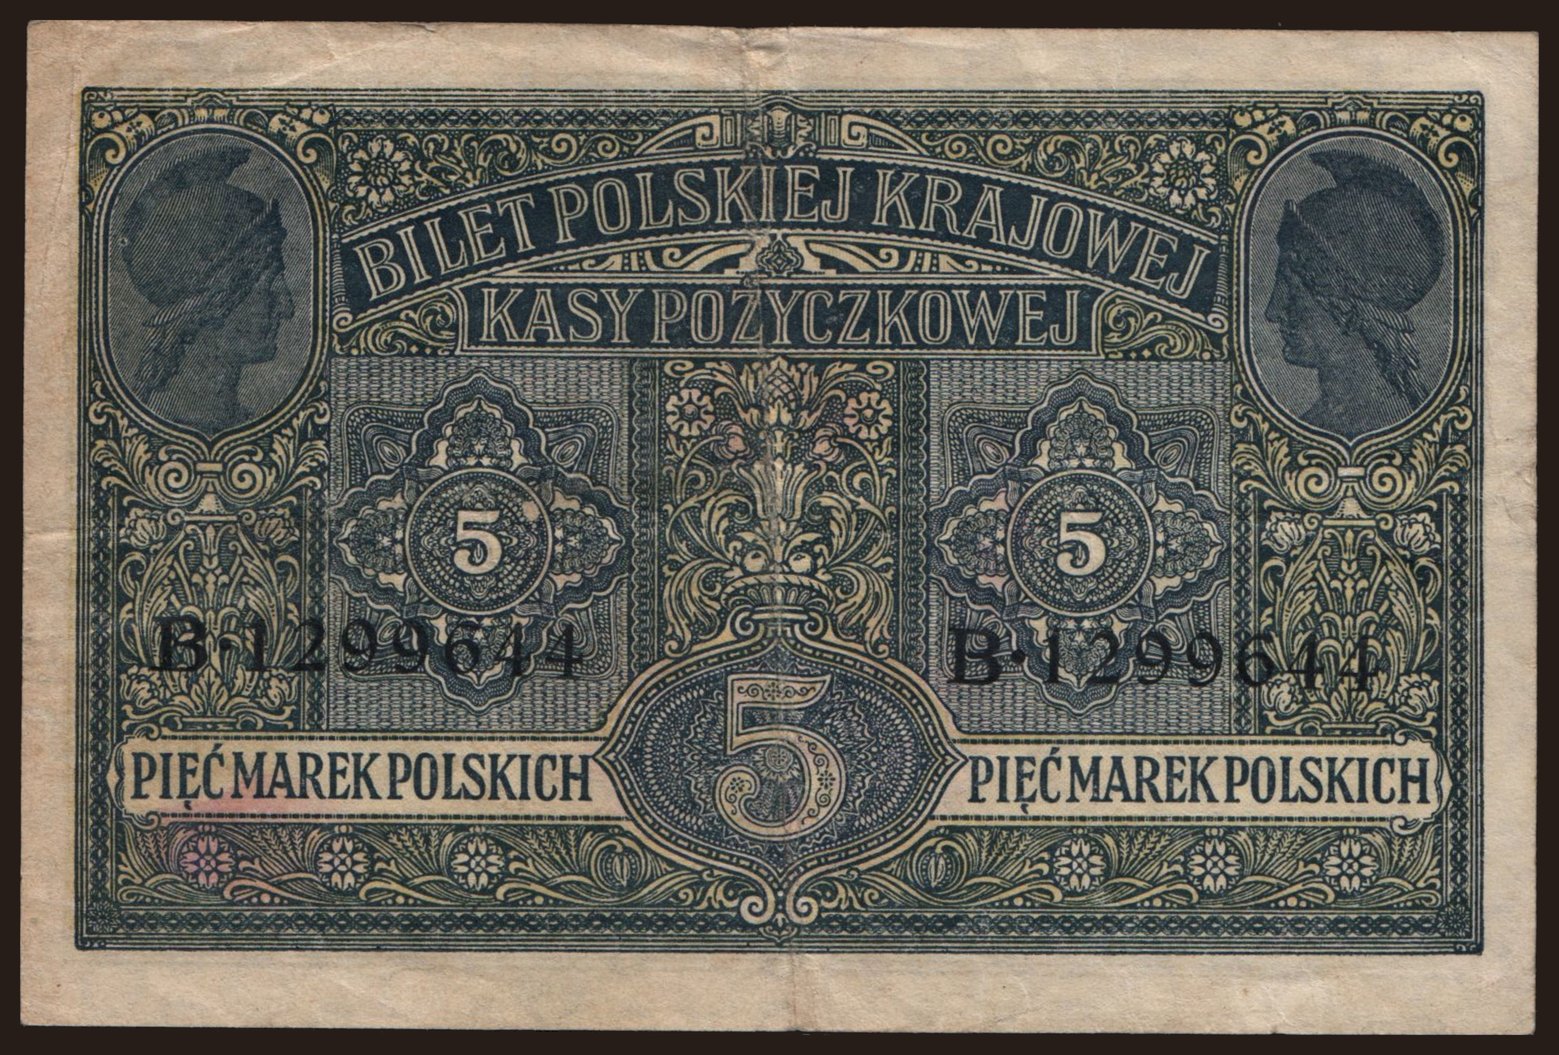 BILET POLSKIEJ KRAJOWEJ
KASY POŻYCZKOWEJ
5 5
B·1299644 B·1299644
5
PIĘĆ MAREK POLSKICH PIĘĆ MAREK POLSKICH